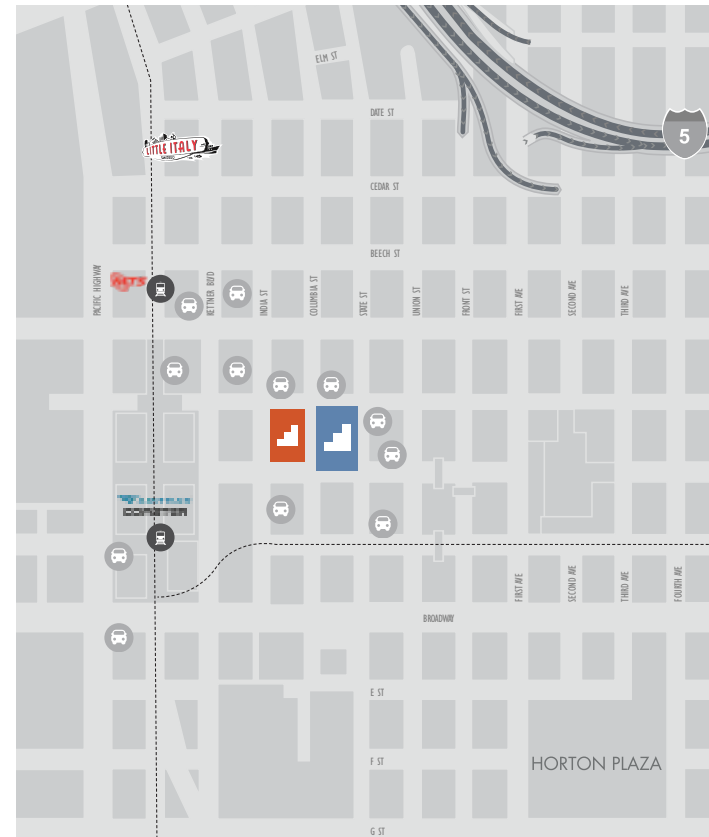 ELM ST
DATE ST
5
LITTLE ITALY
CEDAR ST
BEECH ST
PACIFIC HIGHWAY
KETTNER BLVD
INDIA ST
COLUMBIA ST
STATE ST
UNION ST
FRONT ST
FIRST AVE
SECOND AVE
THIRD AVE
MTS
COASTER
FIRST AVE
SECOND AVE
THIRD AVE
FOURTH AVE
BROADWAY
E ST
F ST
HORTON PLAZA
G ST